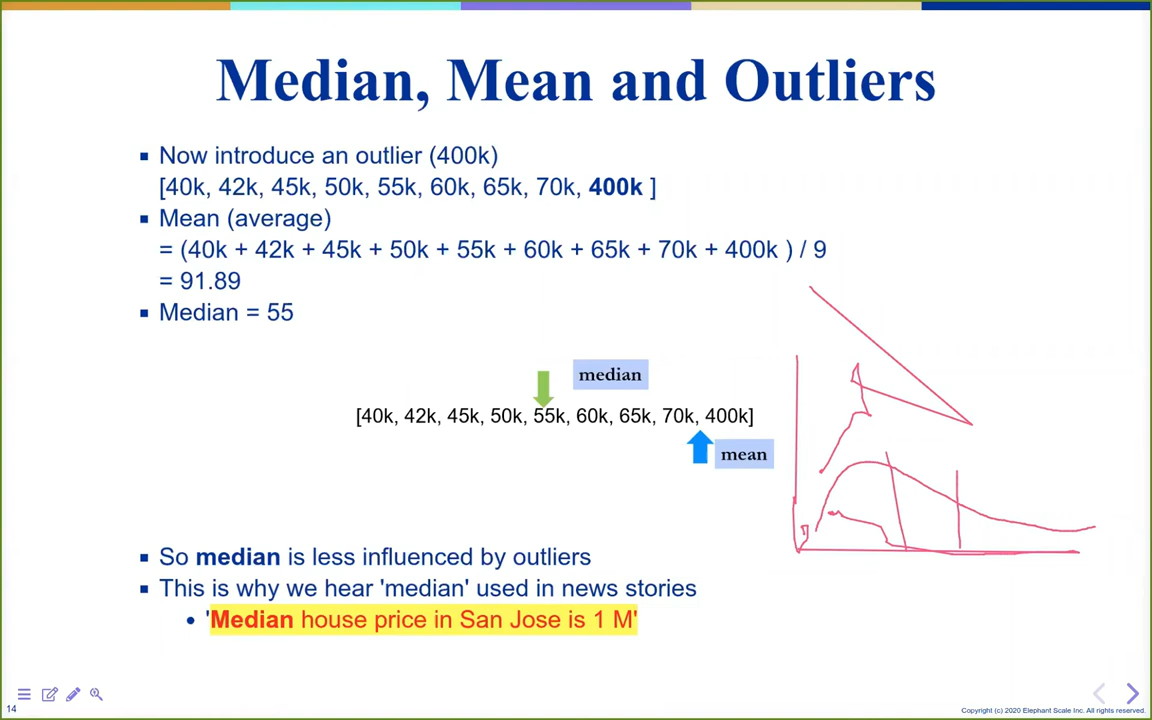 Median, Mean and Outliers
Now introduce an outlier (400k)
[40k, 42k, 45k, 50k, 55k, 60k, 65k, 70k, 400k ]
Mean (average)
= (40k + 42k + 45k + 50k + 55k + 60k + 65k + 70k + 400k ) / 9
= 91.89
Median = 55
median
[40k, 42k, 45k, 50k, 55k, 60k, 65k, 70k, 400k]
mean
So median is less influenced by outliers
This is why we hear 'median' used in news stories
'Median house price in San Jose is 1 M'
14
Copyright (c) 2020 Elephant Scale Inc. All rights reserved.